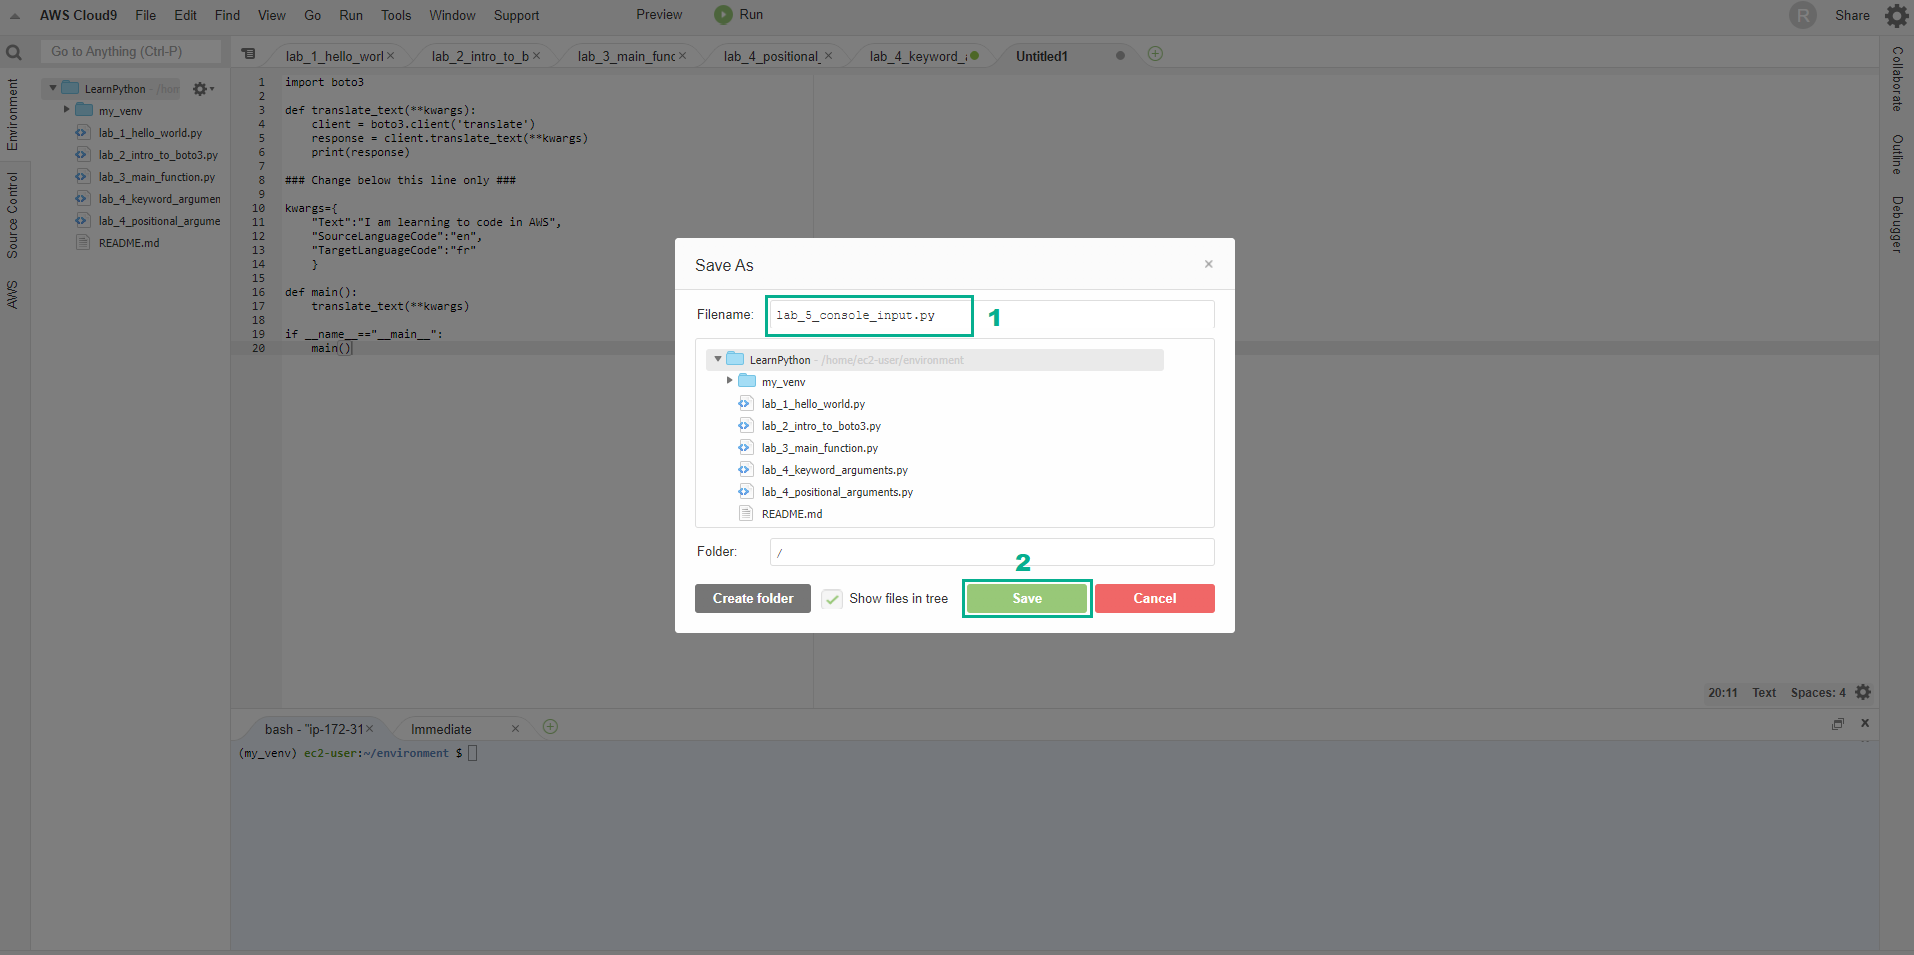 AWS Cloud9 File Edit Find View Go Run Tools Window Support Preview Run R Share
Go to Anything (Ctrl-P)
lab_1_hello_worl lab_2_intro_to_b lab_3_main_func lab_4_positional_ lab_4_keyword_a Untitled1
Environment
Source Control
AWS
LearnPython - /hom
my_venv
lab_1_hello_world.py
lab_2_intro_to_boto3.py
lab_3_main_function.py
lab_4_keyword_argumen
lab_4_positional_argume
README.md
1 import boto3
2
3 def translate_text(**kwargs):
4 client = boto3.client('translate')
5 response = client.translate_text(**kwargs)
6 print(response)
7
8 ### Change below this line only ###
9
10 kwargs={
11 "Text":"I am learning to code in AWS",
12 "SourceLanguageCode":"en",
13 "TargetLanguageCode":"fr"
14 }
15
16 def main():
17 translate_text(**kwargs)
18
19 if __name__=="__main__":
20 main()
Save As
Filename: lab_5_console_input.py 1
LearnPython - /home/ec2-user/environment
my_venv
lab_1_hello_world.py
lab_2_intro_to_boto3.py
lab_3_main_function.py
lab_4_keyword_arguments.py
lab_4_positional_arguments.py
README.md
Folder: /
2
Create folder Show files in tree Save Cancel
Collaborate
Outline
Debugger
20:11 Text Spaces: 4
bash - "ip-172-31 Immediate
(my_venv) ec2-user:~/environment $